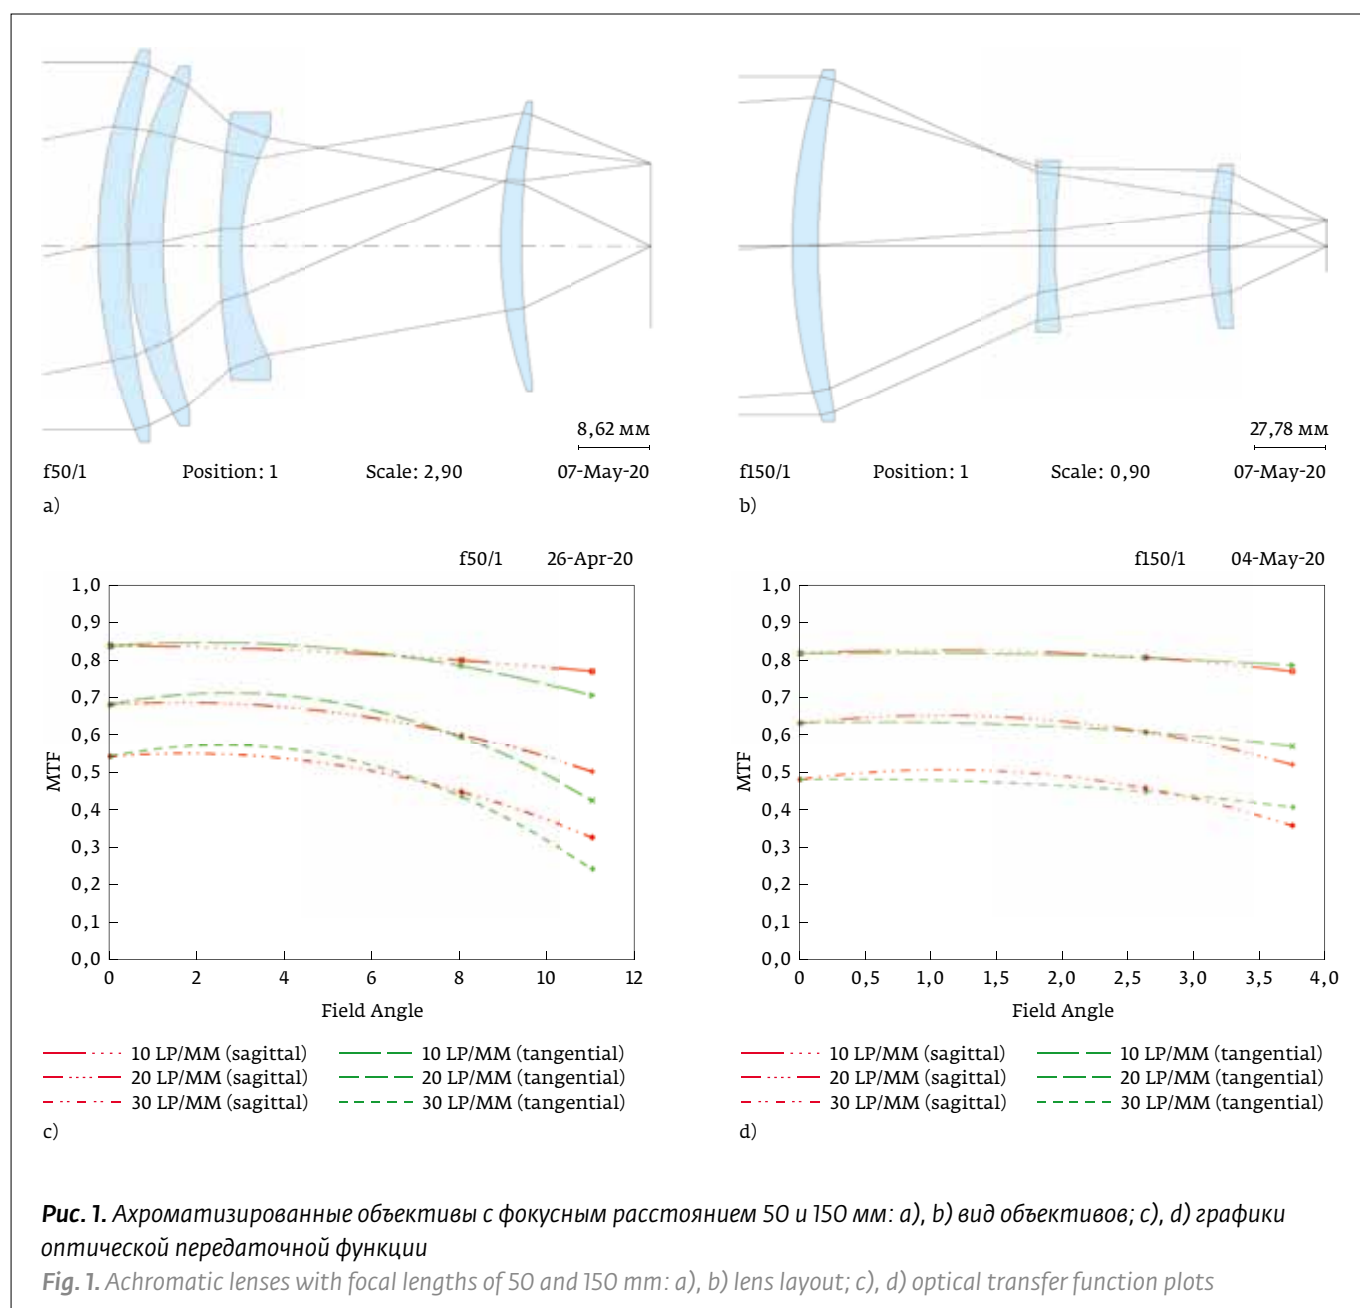 8,62 мм
27,78 мм
f50/1 Position: 1 Scale: 2,90 07-May-20
f150/1 Position: 1 Scale: 0,90 07-May-20
a)
b)
f50/1 26-Apr-20
1,0
0,9
0,8
0,7
0,6
0,5
0,4
0,3
0,2
0,1
0,0
MTF
0 2 4 6 8 10 12
Field Angle
10 LP/MM (sagittal) 10 LP/MM (tangential)
20 LP/MM (sagittal) 20 LP/MM (tangential)
30 LP/MM (sagittal) 30 LP/MM (tangential)
c)
f150/1 04-May-20
1,0
0,9
0,8
0,7
0,6
0,5
0,4
0,3
0,2
0,1
0,0
MTF
0 0,5 1,0 1,5 2,0 2,5 3,0 3,5 4,0
Field Angle
10 LP/MM (sagittal) 10 LP/MM (tangential)
20 LP/MM (sagittal) 20 LP/MM (tangential)
30 LP/MM (sagittal) 30 LP/MM (tangential)
d)
Рис. 1. Ахроматизированные объективы с фокусным расстоянием 50 и 150 мм: a), b) вид объективов; c), d) графики
оптической передаточной функции
Fig. 1. Achromatic lenses with focal lengths of 50 and 150 mm: a), b) lens layout; c), d) optical transfer function plots